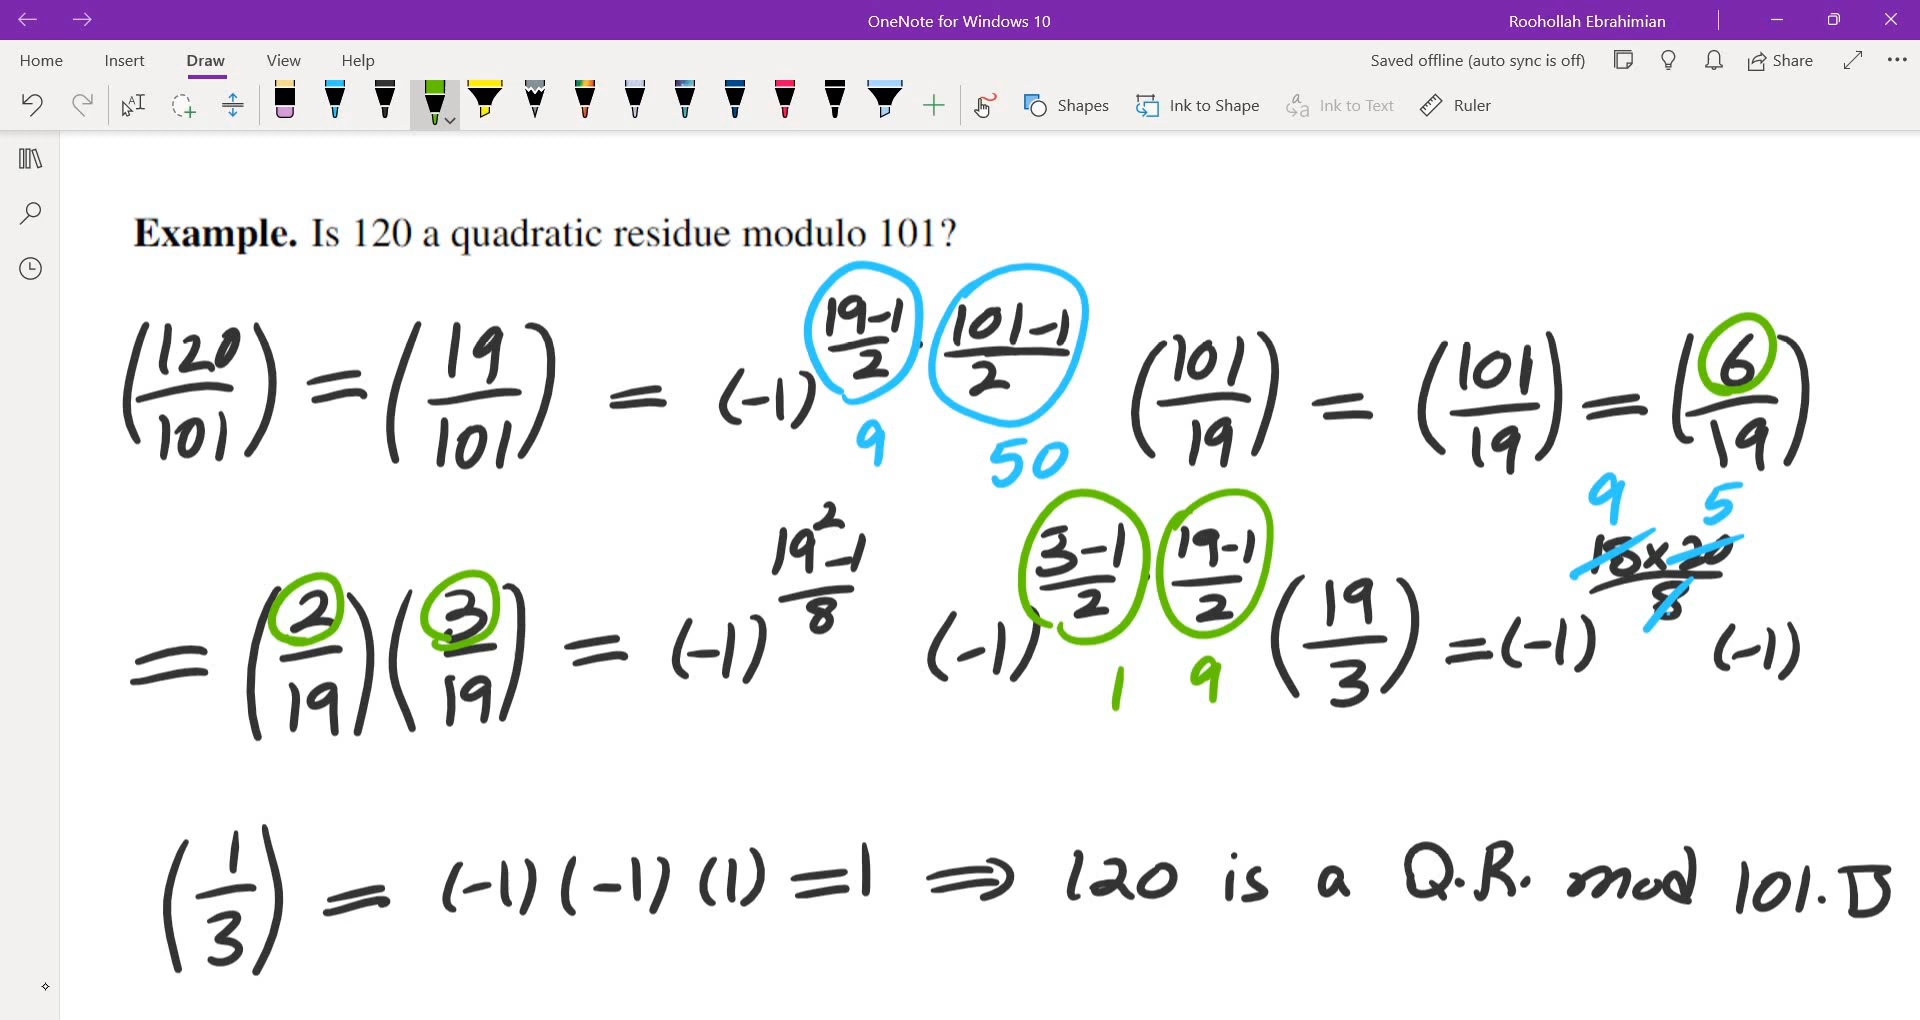 OneNote for Windows 10
Roohollah Ebrahimian
Home Insert Draw View Help
Saved offline (auto sync is off) Share
Shapes Ink to Shape Ink to Text Ruler
Example. Is 120 a quadratic residue modulo 101?
(120/101) = (19/101) = (-1)^((19-1)/2 · (101-1)/2) (101/19) = (101/19) = (6/19)
9 50
= (2/19)(3/19) = (-1)^((19²-1)/8) (-1)^((3-1)/2 · (19-1)/2) (19/3) = (-1)^((18×20)/8) (-1)
1 9 9 5
(1/3) = (-1)(-1)(1) = 1 ⇒ 120 is a Q.R. mod 101. D